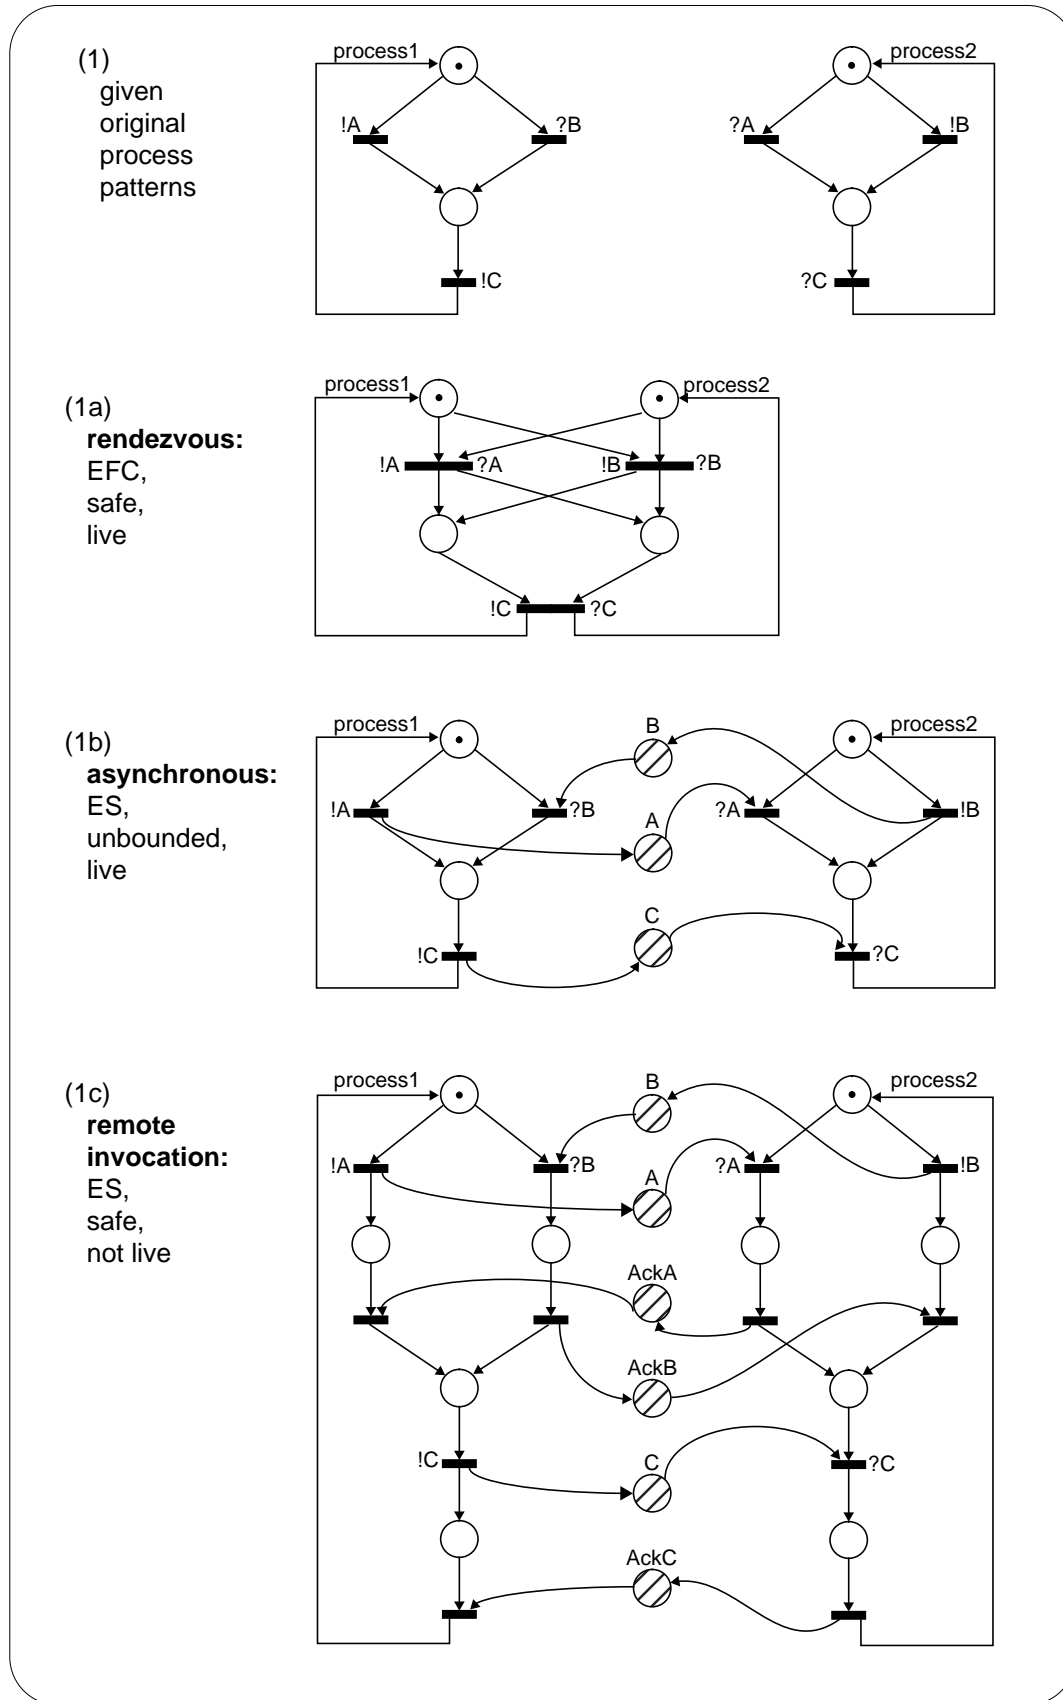 (1)
given
original
process
patterns
process1
process2
!A
?B
?A
!B
!C
?C
(1a)
rendezvous:
EFC,
safe,
live
process1
process2
!A
?A
!B
?B
!C
?C
(1b)
asynchronous:
ES,
unbounded,
live
process1
B
process2
!A
?B
A
?A
!B
C
!C
?C
(1c)
remote
invocation:
ES,
safe,
not live
process1
B
process2
!A
?B
A
?A
!B
AckA
AckB
!C
C
?C
AckC